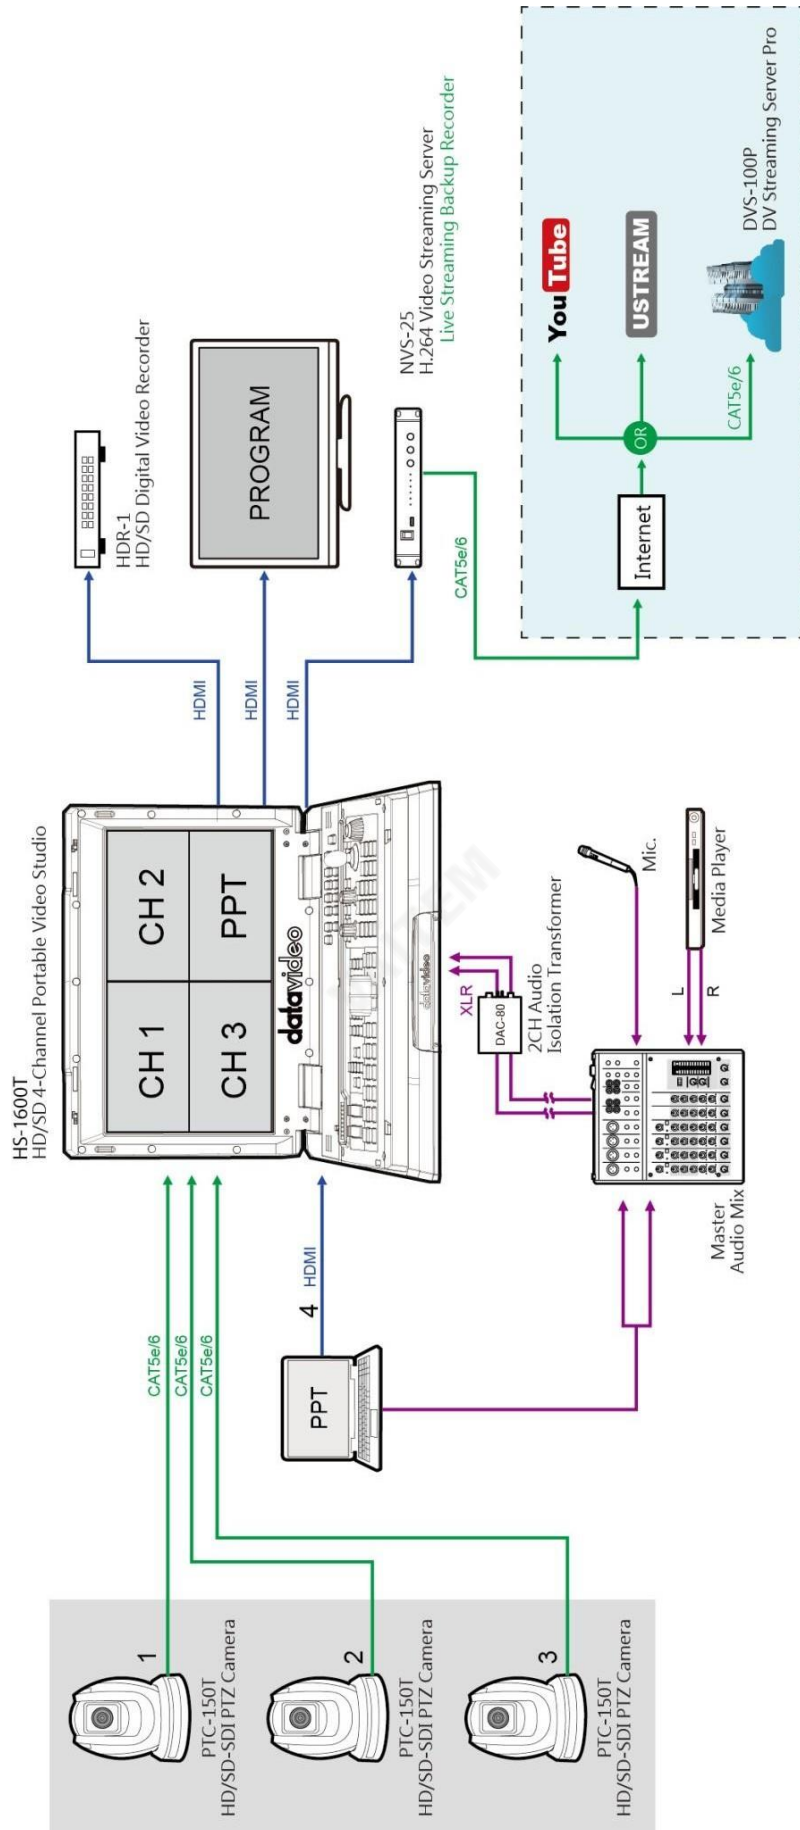 HS-1600T
HD/SD 4-Channel Portable Video Studio
CH 1
CH 2
CH 3
PPT
datavideo
datavideo
1
PTC-150T
HD/SD-SDI PTZ Camera
2
PTC-150T
HD/SD-SDI PTZ Camera
3
PTC-150T
HD/SD-SDI PTZ Camera
CAT5e/6
CAT5e/6
CAT5e/6
PPT
4
HDMI
HDMI
HDMI
HDMI
HDR-1
HD/SD Digital Video Recorder
PROGRAM
NVS-25
H.264 Video Streaming Server
Live Streaming Backup Recorder
CAT5e/6
XLR
DAC-80
2CH Audio
Isolation Transformer
Mic.
L
R
Media Player
Master
Audio Mix
Internet
OR
YouTube
USTREAM
CAT5e/6
DVS-100P
DV Streaming Server Pro